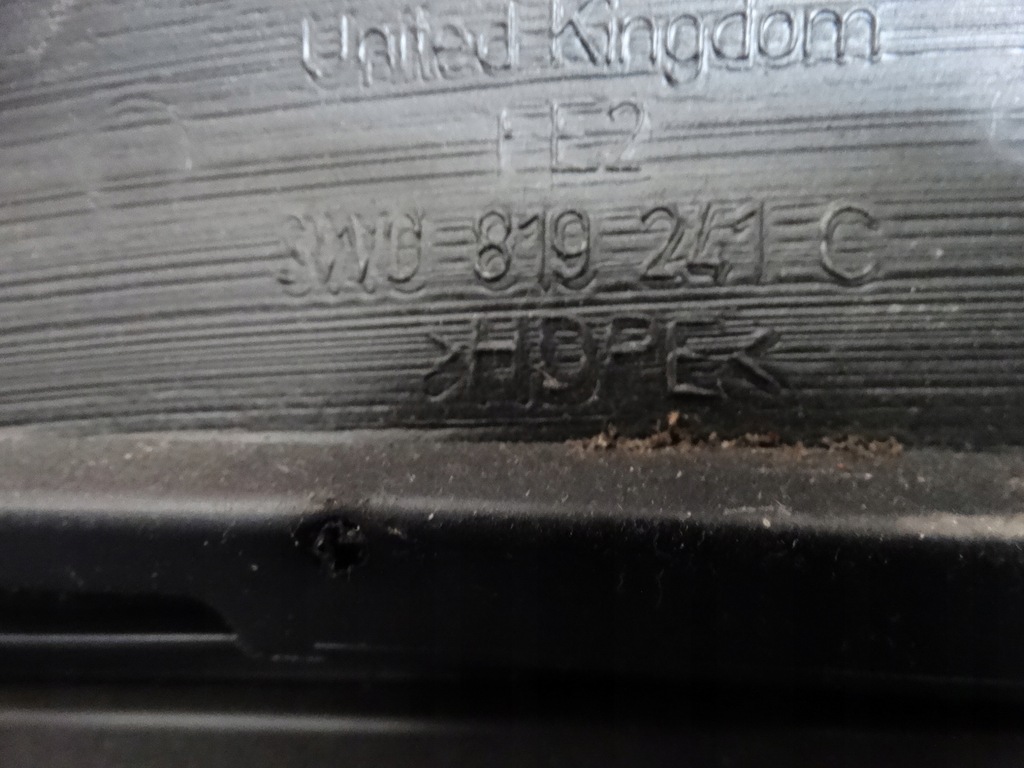 United Kingdom
FE2
3W0 819 241 C
>HDPE<